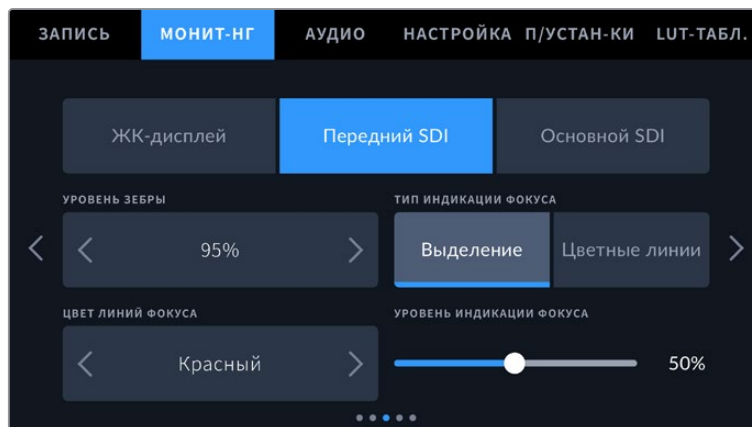 ЗАПИСЬ МОНИТ-НГ АУДИО НАСТРОЙКА П/УСТАН-КИ LUT-ТАБЛ.
ЖК-дисплей Передний SDI Основной SDI
УРОВЕНЬ ЗЕБРЫ ТИП ИНДИКАЦИИ ФОКУСА
95% Выделение Цветные линии
ЦВЕТ ЛИНИЙ ФОКУСА УРОВЕНЬ ИНДИКАЦИИ ФОКУСА
Красный 50%